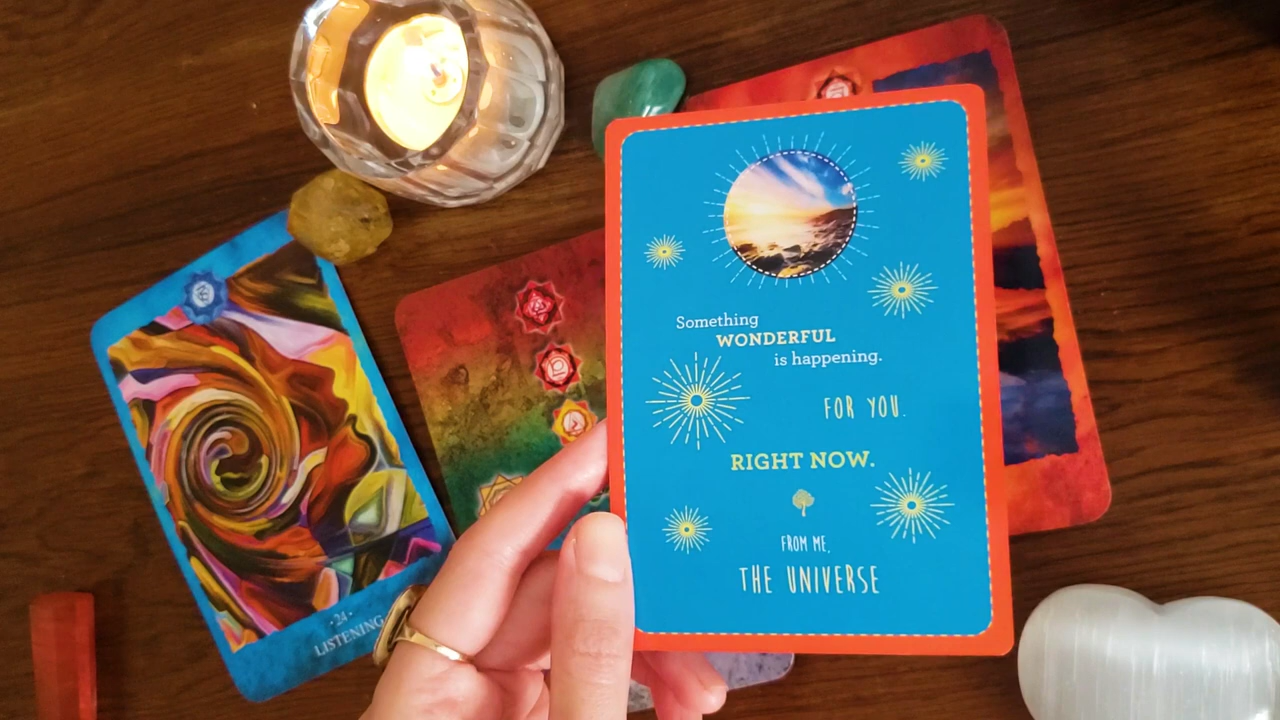 Something
WONDERFUL
is happening.
FOR YOU.
RIGHT NOW.
FROM ME,
THE UNIVERSE
·24·
LISTENING